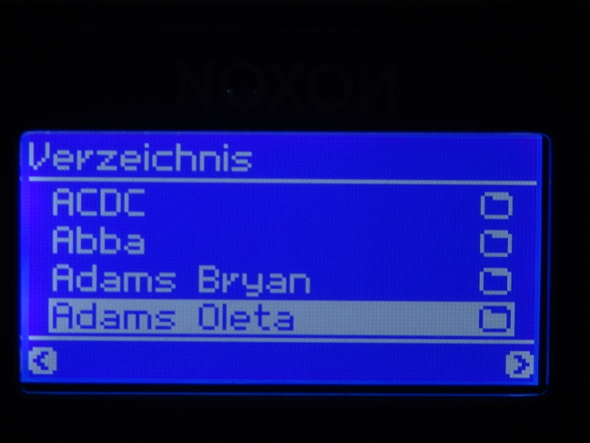 NOXON
Verzeichnis
ACDC
Abba
Adams Bryan
Adams Oleta